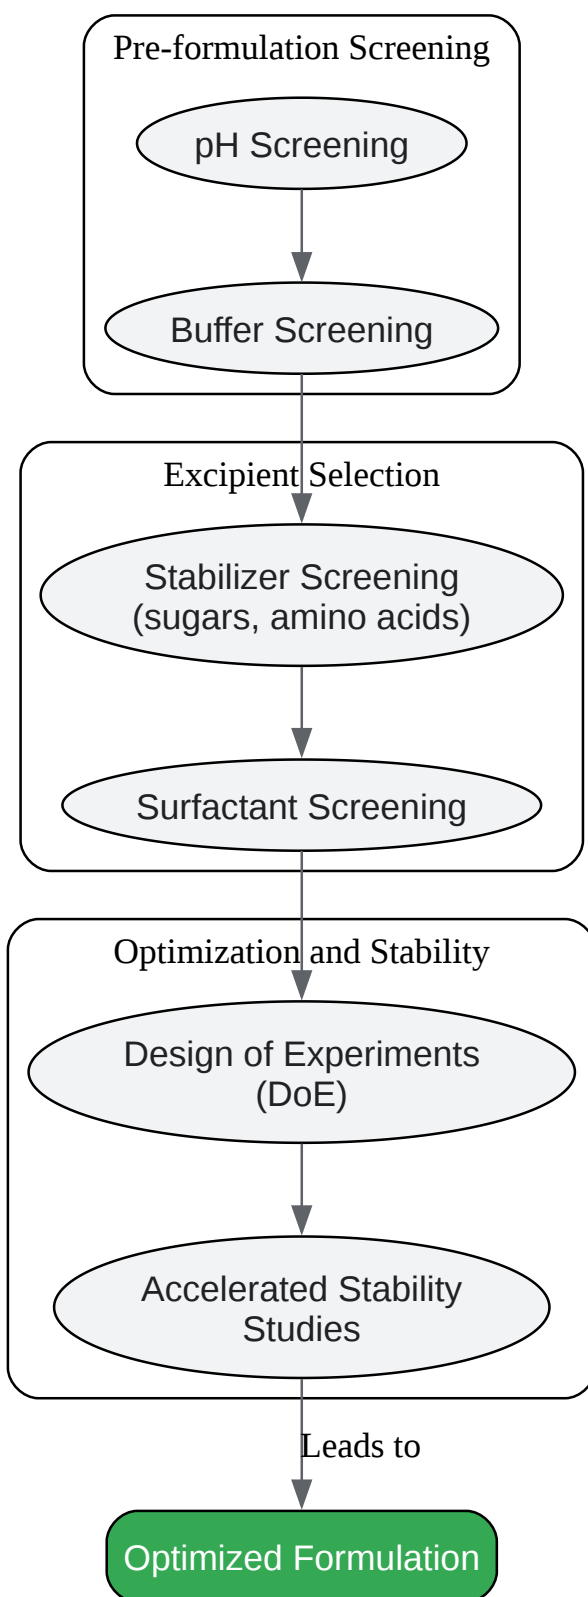 Pre-formulation Screening
pH Screening
Buffer Screening
Excipient Selection
Stabilizer Screening
(sugars, amino acids)
Surfactant Screening
Optimization and Stability
Design of Experiments
(DoE)
Accelerated Stability
Studies
Leads to
Optimized Formulation